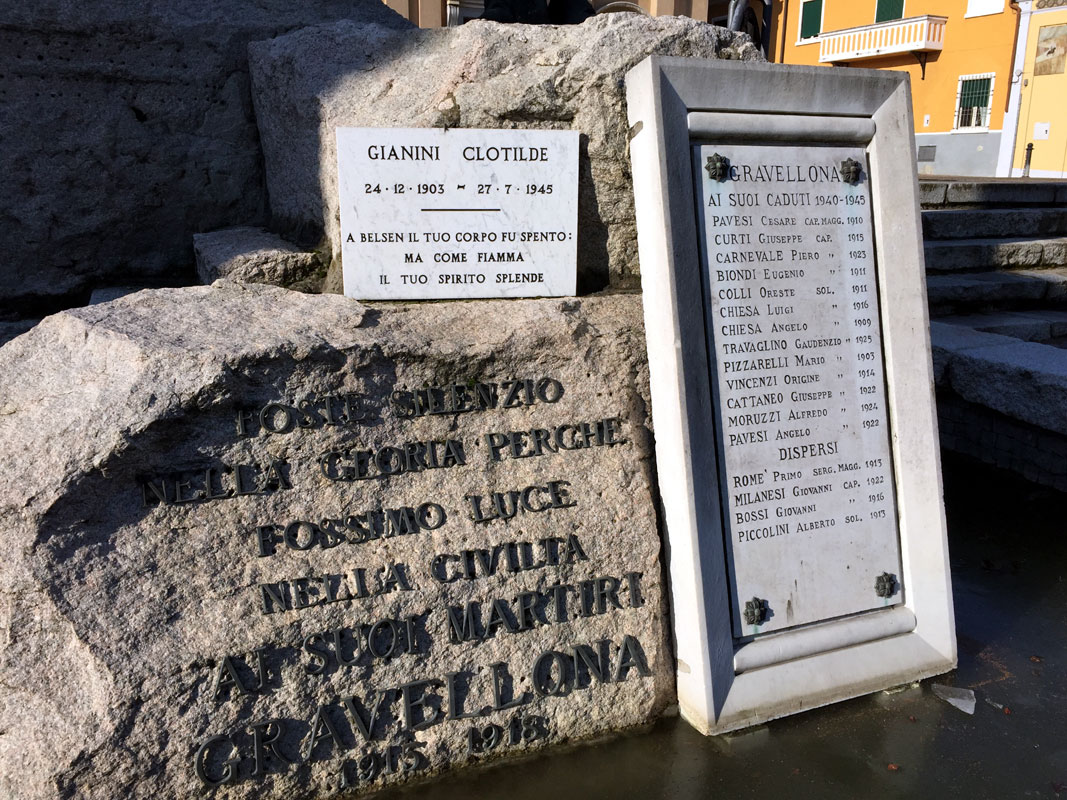 GIANINI CLOTILDE
24·12·1903 ~ 27·7·1945
A BELSEN IL TUO CORPO FU SPENTO:
MA COME FIAMMA
IL TUO SPIRITO SPLENDE
FOSTE SILENZIO
NELLA GLORIA PERCHE
FOSSIMO LUCE
NELLA CIVILTA
AI SUOI MARTIRI
GRAVELLONA
1915 1918
GRAVELLONA
AI SUOI CADUTI 1940-1945
PAVESI CESARE CAP. MAGG. 1910
CURTI GIUSEPPE CAP. 1915
CARNEVALE PIERO " 1923
BIONDI EUGENIO " 1911
COLLI ORESTE SOL. 1911
CHIESA LUIGI " 1916
CHIESA ANGELO " 1909
TRAVAGLINO GAUDENZIO " 1925
PIZZARELLI MARIO " 1903
VINCENZI ORIGINE " 1914
CATTANEO GIUSEPPE " 1922
MORUZZI ALFREDO " 1924
PAVESI ANGELO " 1922
DISPERSI
ROME' PRIMO SERG. MAGG. 1913
MILANESI GIOVANNI CAP. 1922
BOSSI GIOVANNI " 1916
PICCOLINI ALBERTO SOL. 1913